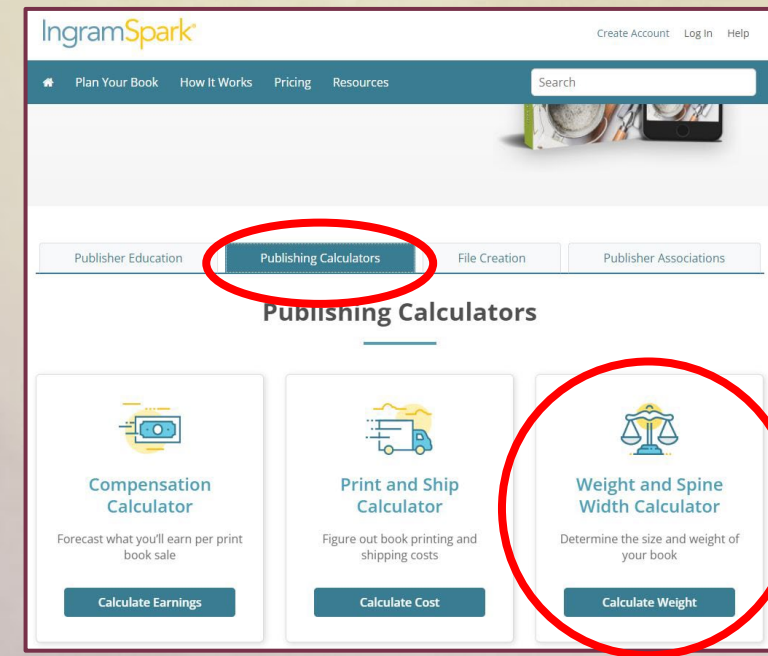 IngramSpark®
Create Account Log In Help
Plan Your Book How It Works Pricing Resources
Search
Publisher Education Publishing Calculators File Creation Publisher Associations
Publishing Calculators
Compensation
Calculator
Forecast what you'll earn per print
book sale
Calculate Earnings
Print and Ship
Calculator
Figure out book printing and
shipping costs
Calculate Cost
Weight and Spine
Width Calculator
Determine the size and weight of
your book
Calculate Weight